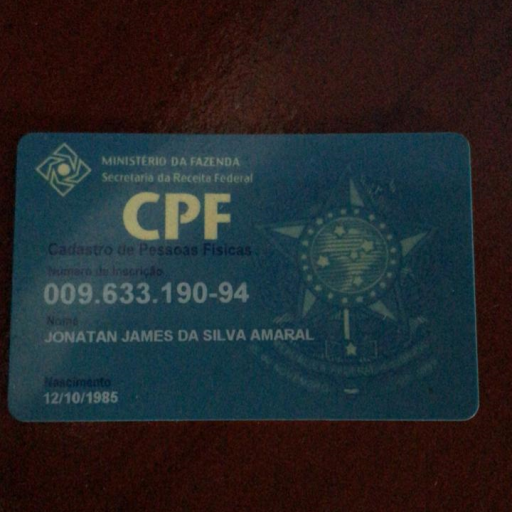 MINISTÉRIO DA FAZENDA
Secretaria da Receita Federal
CPF
Cadastro de Pessoas Físicas
Número de Inscrição
009.633.190-94
Nome
JONATAN JAMES DA SILVA AMARAL
Nascimento
12/10/1985